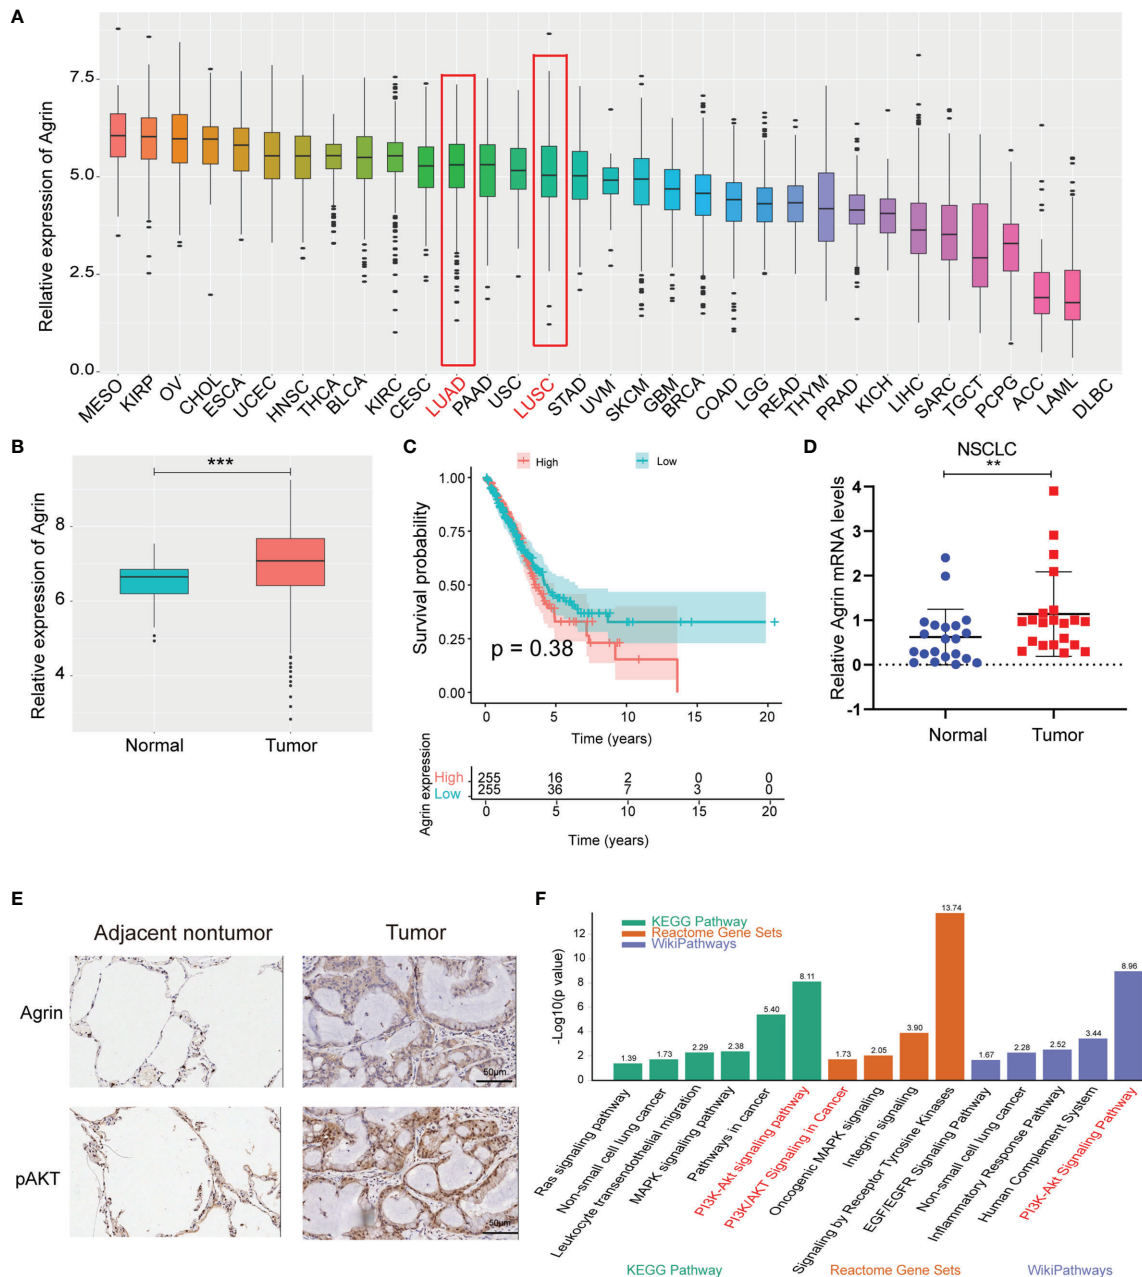 A
Rellative expression of Agrin
7.5
5.0
2.5
0.0
MESO KIRP OV CHOL ESCA UCEC HNSC THCA BLCA KIRC CESC LUAD PAAD USC LUSC STAD UVM SKCM GBM BRCA COAD LGG READ THYM PRAD KICH LIHC SARC TGCT PCPG ACC LAML DLBC
B
Relative expression of Agrin
***
8
6
4
Normal Tumor
C
High Low
Survival probability
1.00
0.75
0.50
0.25
0.00
p = 0.38
0 5 10 15 20
Time (years)
Agrin expression
High 255 16 2 0 0
Low 255 36 7 3 0
0 5 10 15 20
Time (years)
D
NSCLC
**
Relative Agrin mRNA levels
4
3
2
1
0
-1
Normal Tumor
E
Adjacent nontumor Tumor
Agrin
50μm
pAKT
50μm
F
KEGG Pathway
Reactome Gene Sets
WikiPathways
-Log10(p value)
12
10
8
6
4
2
0
1.39 1.73 2.29 2.38 5.40 8.11 1.73 2.05 3.90 13.74 1.67 2.28 2.52 3.44 8.96
Ras signaling pathway
Non-small cell lung cancer
Leukocyte transendothelial migration
MAPK signaling pathway
Pathways in cancer
PI3K-Akt signaling pathway
PI3K/AKT Signaling in Cancer
Oncogenic MAPK signaling
Integrin signaling
Signaling by Receptor Tyrosine Kinases
EGF/EGFR Signaling Pathway
Non-small cell lung cancer
Inflammatory Response Pathway
Human Complement System
PI3K-Akt Signaling Pathway
KEGG Pathway Reactome Gene Sets WikiPathways